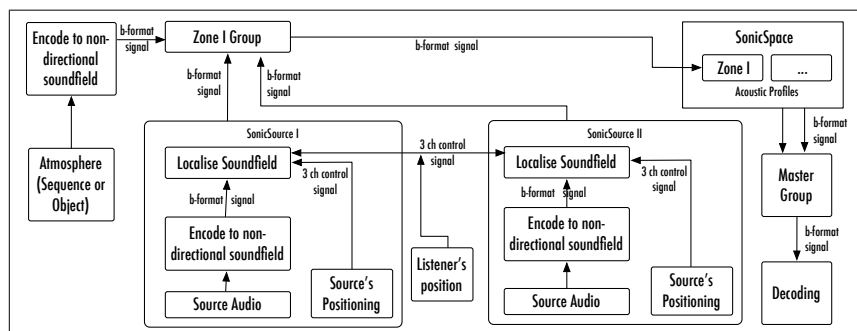 Encode to non-
directional soundfield
b-format
signal
Zone I Group
b-format signal
SonicSpace
Zone I
...
Acoustic Profiles
b-format
signal
b-format
signal
b-format
signal
Atmosphere
(Sequence or
Object)
SonicSource I
Localise Soundfield
3 ch control
signal
b-format signal
Encode to non-
directional soundfield
Source Audio
Source's
Positioning
3 ch control
signal
Listener's
position
SonicSource II
Localise Soundfield
3 ch control
signal
b-format signal
Encode to non-
directional soundfield
Source Audio
Source's
Positioning
Master
Group
b-format
signal
Decoding